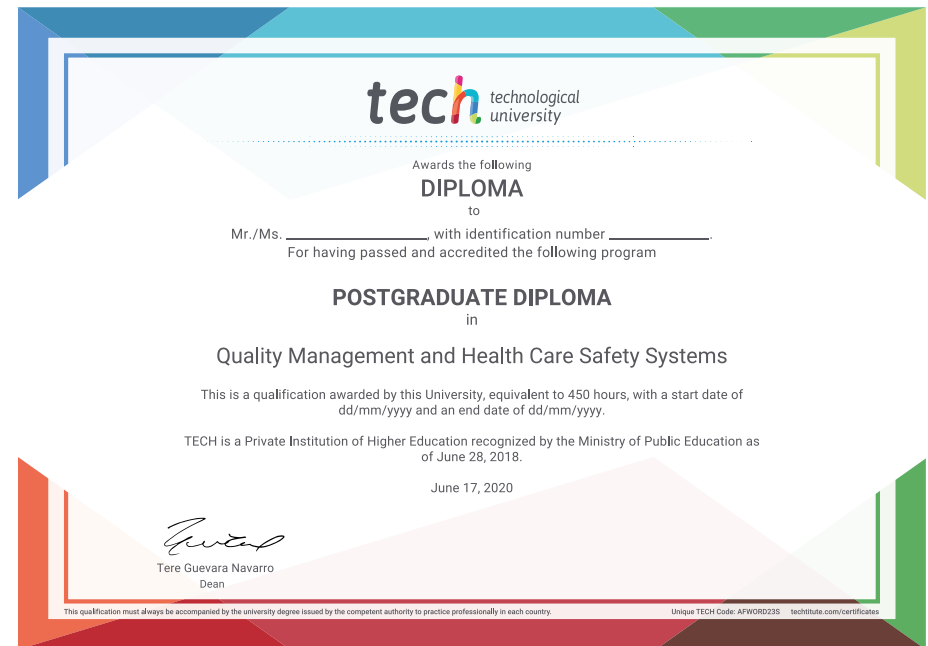 tech technological
university
Awards the following
DIPLOMA
to
Mr./Ms. ____________________, with identification number ______________.
For having passed and accredited the following program
POSTGRADUATE DIPLOMA
in
Quality Management and Health Care Safety Systems
This is a qualification awarded by this University, equivalent to 450 hours, with a start date of
dd/mm/yyyy and an end date of dd/mm/yyyy.
TECH is a Private Institution of Higher Education recognized by the Ministry of Public Education as
of June 28, 2018.
June 17, 2020
Tere Guevara Navarro
Dean
This qualification must always be accompanied by the university degree issued by the competent authority to practice professionally in each country.
Unique TECH Code: AFWORD23S techtitute.com/certificates